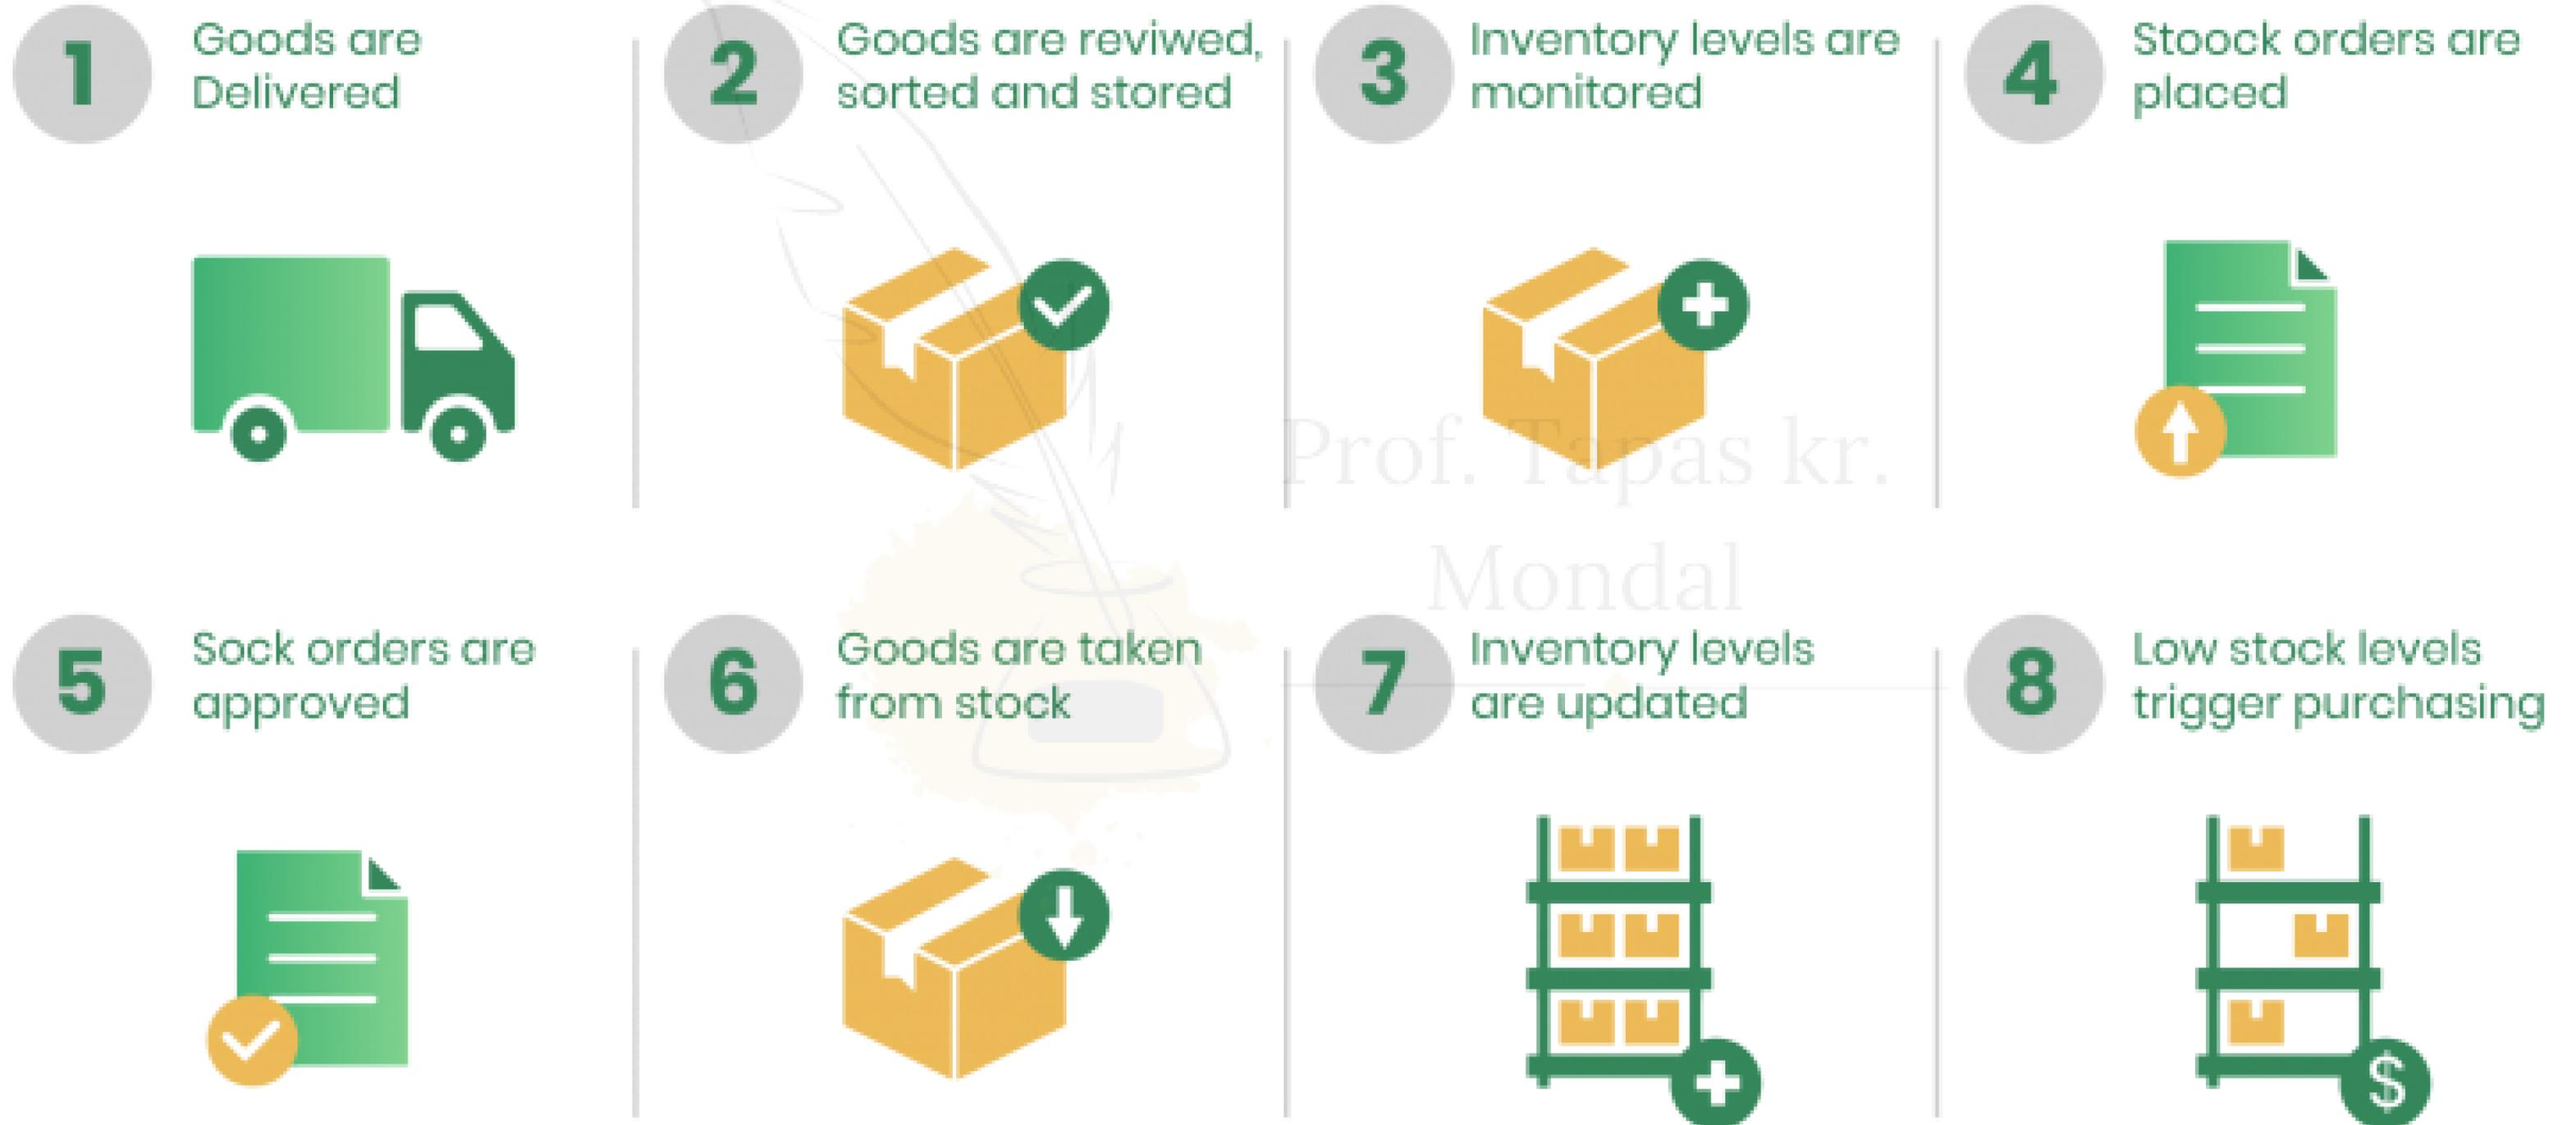 1
Goods are
Delivered
2
Goods are reviwed,
sorted and stored
3
Inventory levels are
monitored
4
Stoock orders are
placed
Prof. Tapas kr.
Mondal
5
Sock orders are
approved
6
Goods are taken
from stock
7
Inventory levels
are updated
8
Low stock levels
trigger purchasing
$